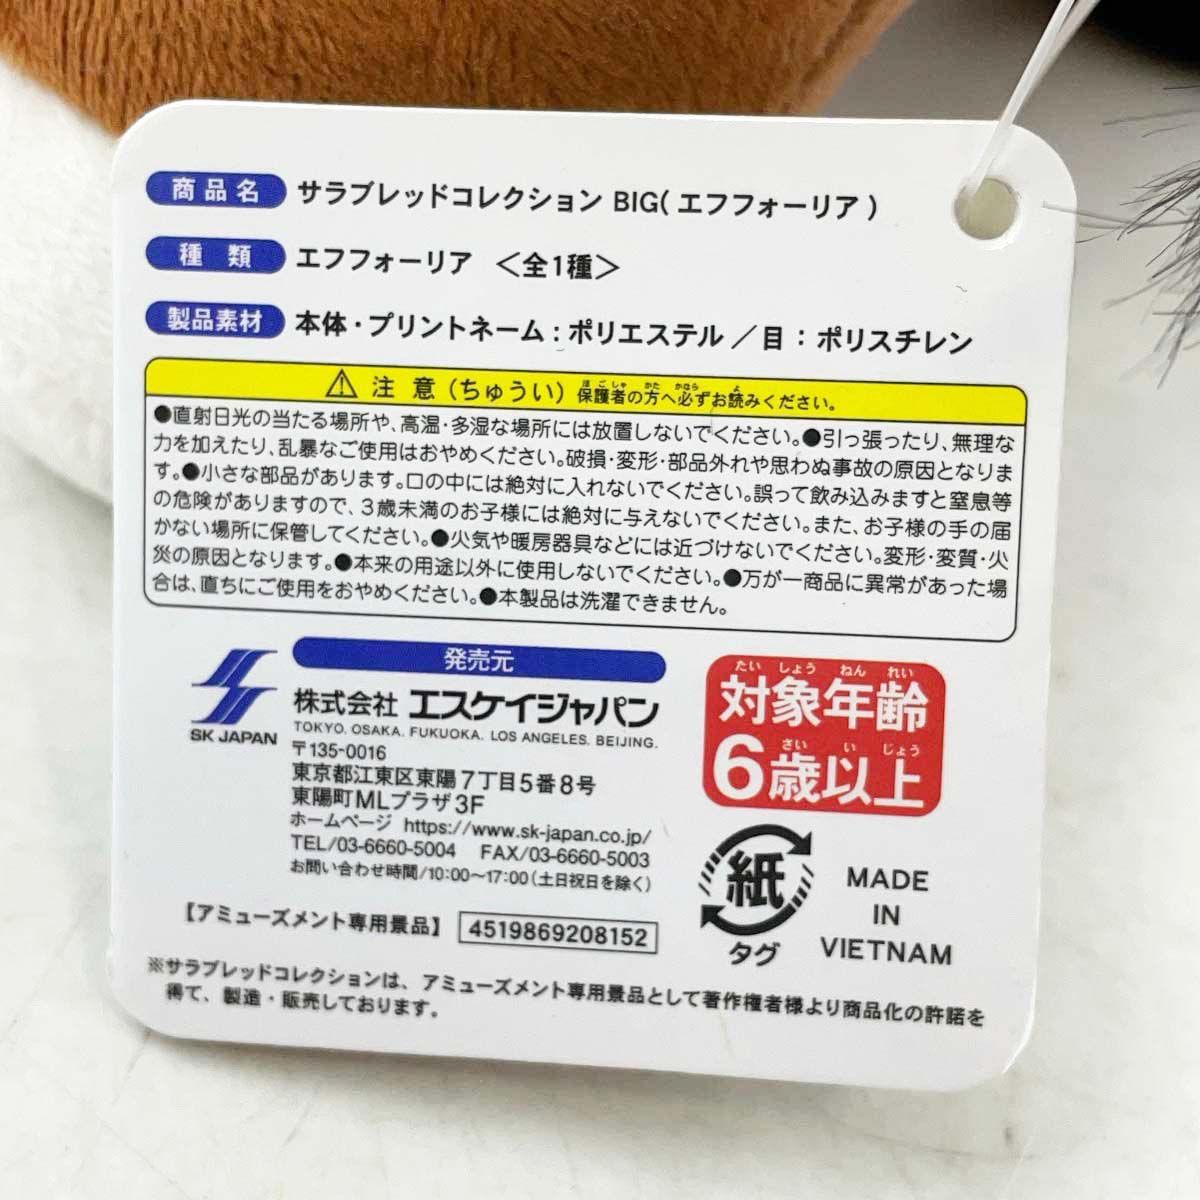 商品名 サラブレッドコレクション BIG( エフフォーリア )
種類 エフフォーリア <全1種>
製品素材 本体・プリントネーム:ポリエステル/目:ポリスチレン
⚠ 注意(ちゅうい) 保護者の方へ必ずお読みください。
ほごしゃ かた かなら よ
●直射日光の当たる場所や、高温・多湿な場所には放置しないでください。●引っ張ったり、無理な
力を加えたり、乱暴なご使用はおやめください。破損・変形・部品外れや思わぬ事故の原因となりま
す。●小さな部品があります。口の中には絶対に入れないでください。誤って飲み込みますと窒息等
の危険がありますので、3歳未満のお子様には絶対に与えないでください。また、お子様の手の届
かない場所に保管してください。●火気や暖房器具などには近づけないでください。変形・変質・火
災の原因となります。●本来の用途以外に使用しないでください。●万が一商品に異常があった場
合は、直ちにご使用をおやめください。●本製品は洗濯できません。
発売元
SK JAPAN
株式会社 エスケイジャパン
TOKYO. OSAKA. FUKUOKA. LOS ANGELES. BEIJING.
〒135-0016
東京都江東区東陽7丁目5番8号
東陽町MLプラザ3F
ホームページ https://www.sk-japan.co.jp/
TEL/03-6660-5004 FAX/03-6660-5003
お問い合わせ時間/10:00~17:00(土日祝日を除く)
たいしょうねんれい
対象年齢
さいいじょう
6歳以上
紙
タグ
MADE
IN
VIETNAM
【アミューズメント専用景品】 4519869208152
※サラブレッドコレクションは、アミューズメント専用景品として著作権者様より商品化の許諾を
得て、製造・販売しております。